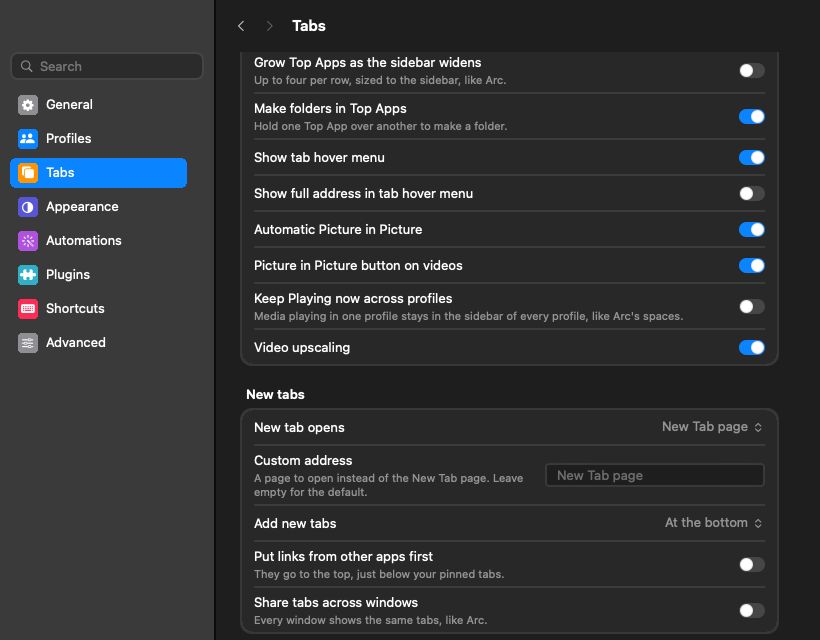 Tabs
Search
General
Profiles
Tabs
Appearance
Automations
Plugins
Shortcuts
Advanced
Grow Top Apps as the sidebar widens
Up to four per row, sized to the sidebar, like Arc.
Make folders in Top Apps
Hold one Top App over another to make a folder.
Show tab hover menu
Show full address in tab hover menu
Automatic Picture in Picture
Picture in Picture button on videos
Keep Playing now across profiles
Media playing in one profile stays in the sidebar of every profile, like Arc's spaces.
Video upscaling
New tabs
New tab opens
New Tab page
Custom address
A page to open instead of the New Tab page. Leave
empty for the default.
New Tab page
Add new tabs
At the bottom
Put links from other apps first
They go to the top, just below your pinned tabs.
Share tabs across windows
Every window shows the same tabs, like Arc.